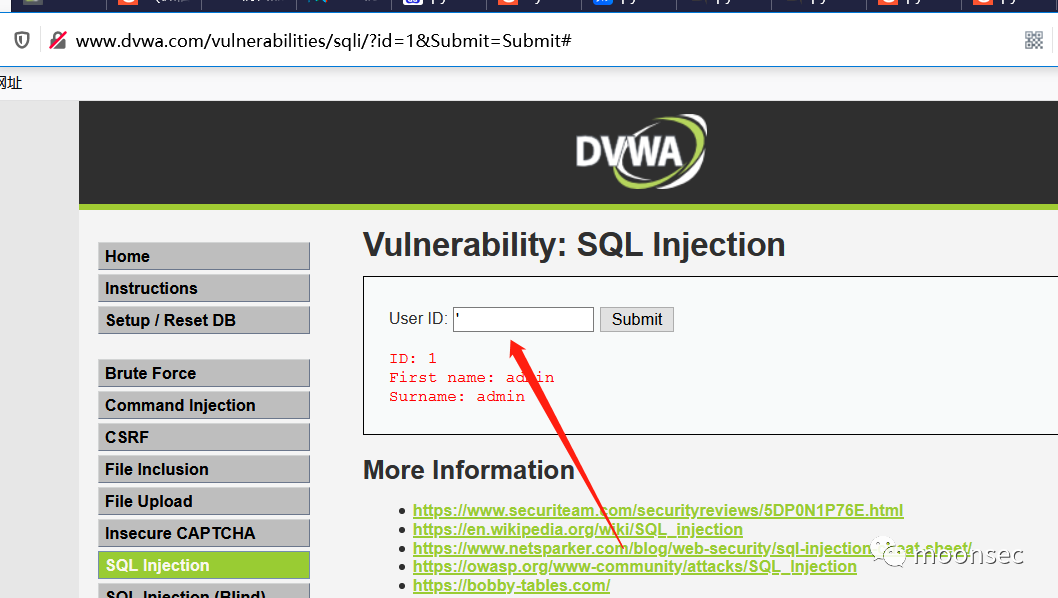 www.dvwa.com/vulnerabilities/sqli/?id=1&Submit=Submit#
网址
DVWA
Home
Instructions
Setup / Reset DB
Brute Force
Command Injection
CSRF
File Inclusion
File Upload
Insecure CAPTCHA
SQL Injection
SQL Injection (Blind)
Vulnerability: SQL Injection
User ID: ' Submit
ID: 1
First name: admin
Surname: admin
More Information
https://www.securiteam.com/securityreviews/5DP0N1P76E.html
https://en.wikipedia.org/wiki/SQL_injection
https://www.netsparker.com/blog/web-security/sql-injection-cheat-sheet/
https://owasp.org/www-community/attacks/SQL_Injection
https://bobby-tables.com/
moonsec